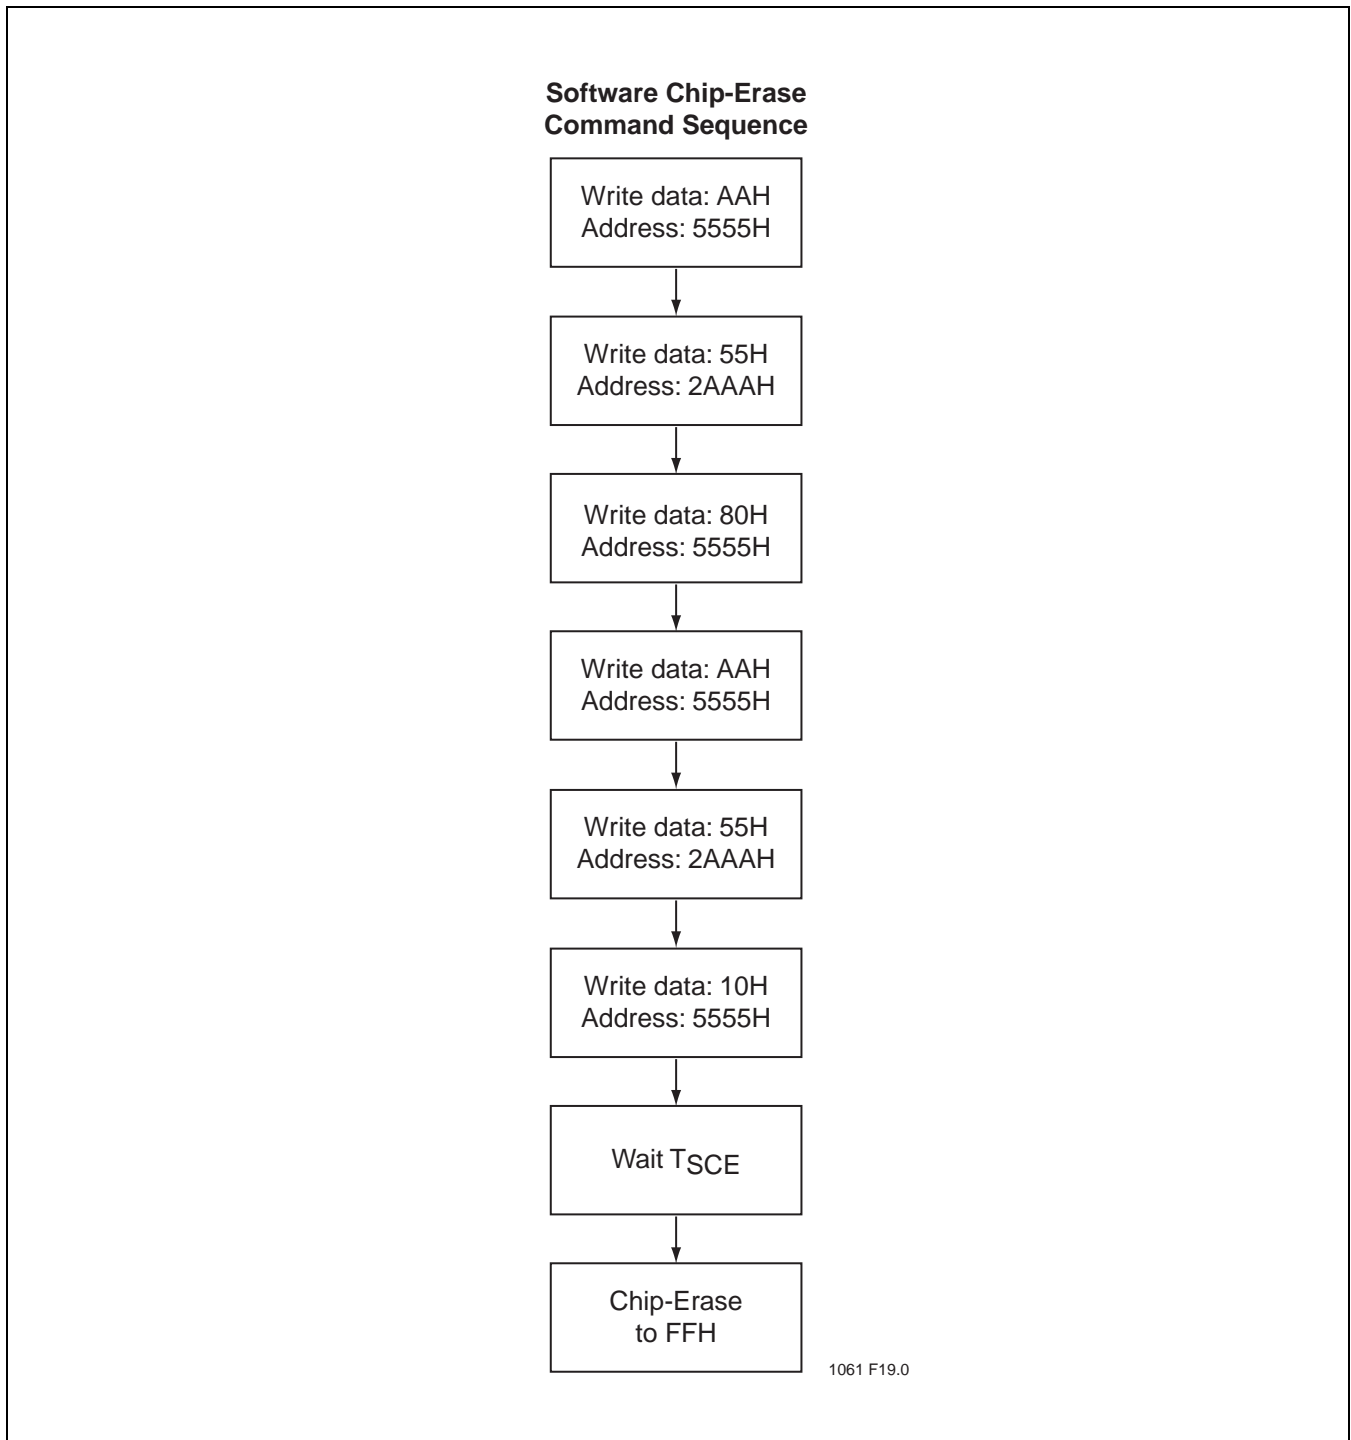 Software Chip-Erase
Command Sequence
Write data: AAH
Address: 5555H
Write data: 55H
Address: 2AAAH
Write data: 80H
Address: 5555H
Write data: AAH
Address: 5555H
Write data: 55H
Address: 2AAAH
Write data: 10H
Address: 5555H
Wait TSCE
Chip-Erase
to FFH
1061 F19.0